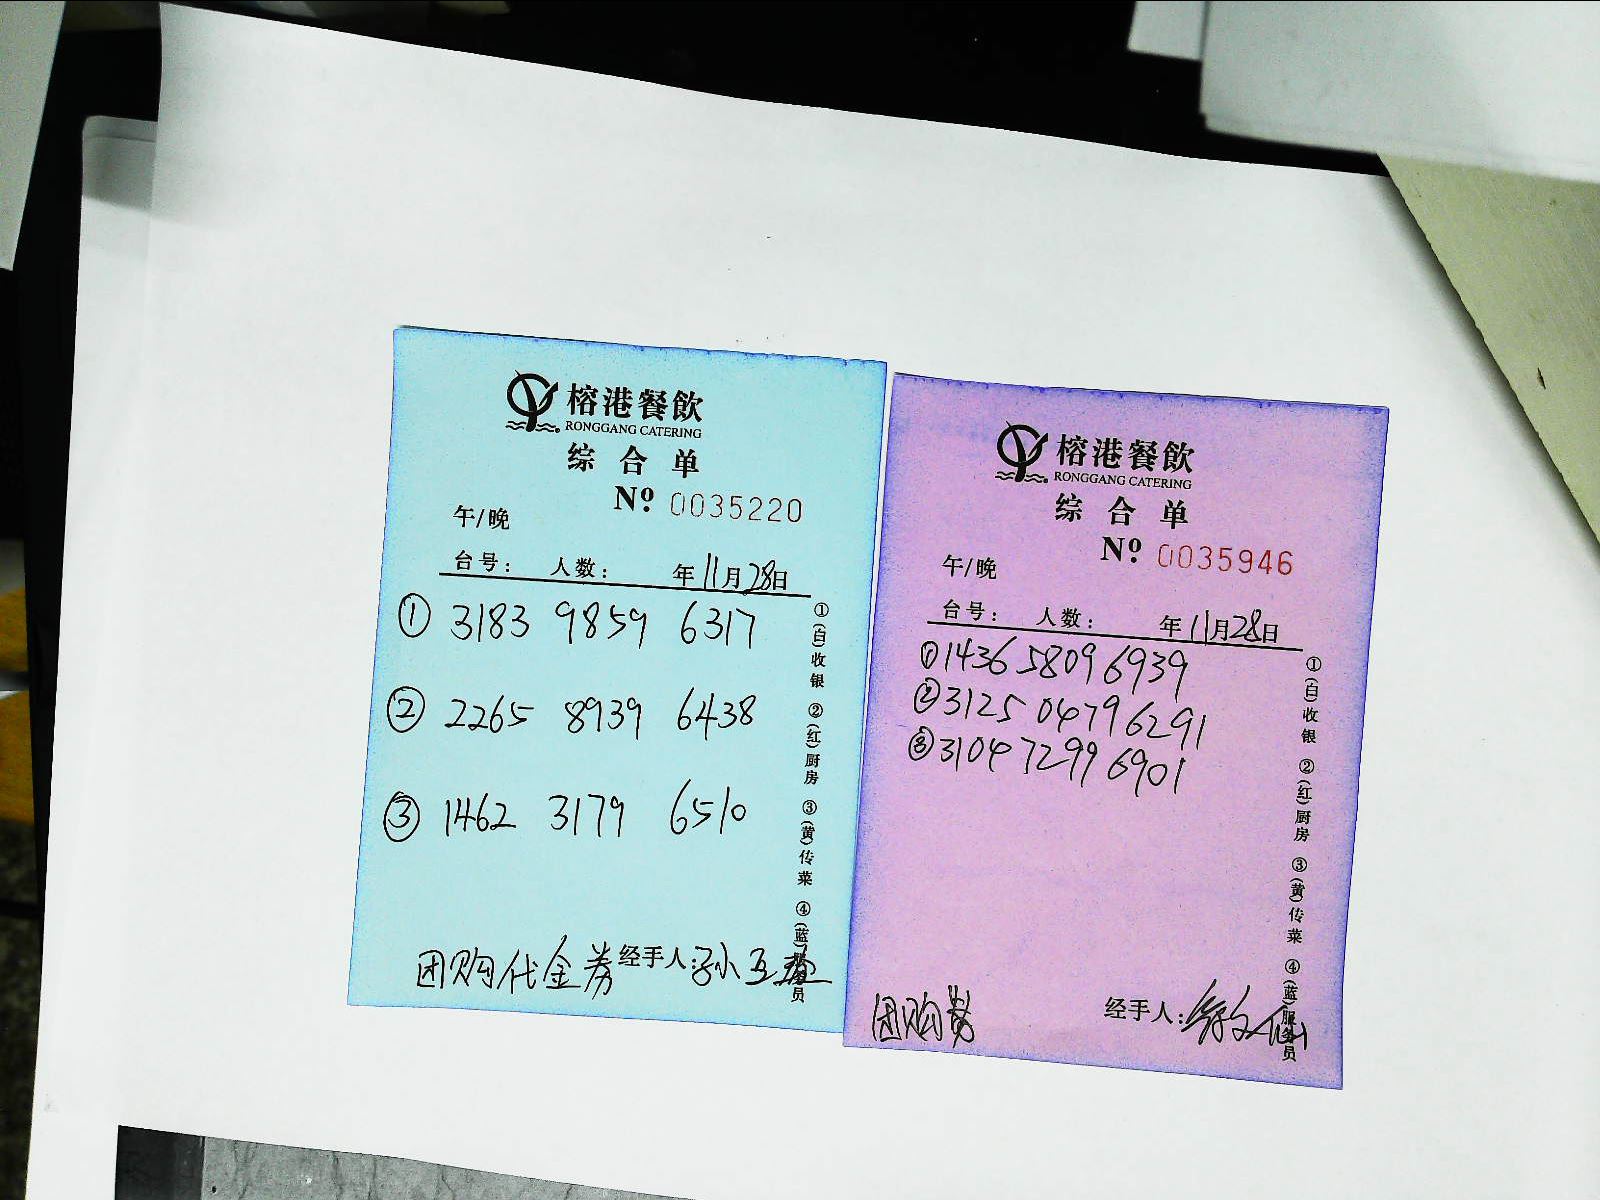 榕港餐飲
RONGGANG CATERING
综合单
Nº 0035220
午/晚
台号: 人数: 年11月28日
① 3183 9859 6317
② 2265 8939 6438
③ 1462 3179 6510
①(白)收银 ②(红)厨房 ③(黄)传菜 ④(蓝)服务员
团购代金券 经手人:孙
榕港餐飲
RONGGANG CATERING
综合单
Nº 0035946
午/晚
台号: 人数: 年11月28日
①1436 5809 6939
②3125 0479 6291
③3104 7299 6901
①(白)收银 ②(红)厨房 ③(黄)传菜 ④(蓝)服务员
团购券 经手人: